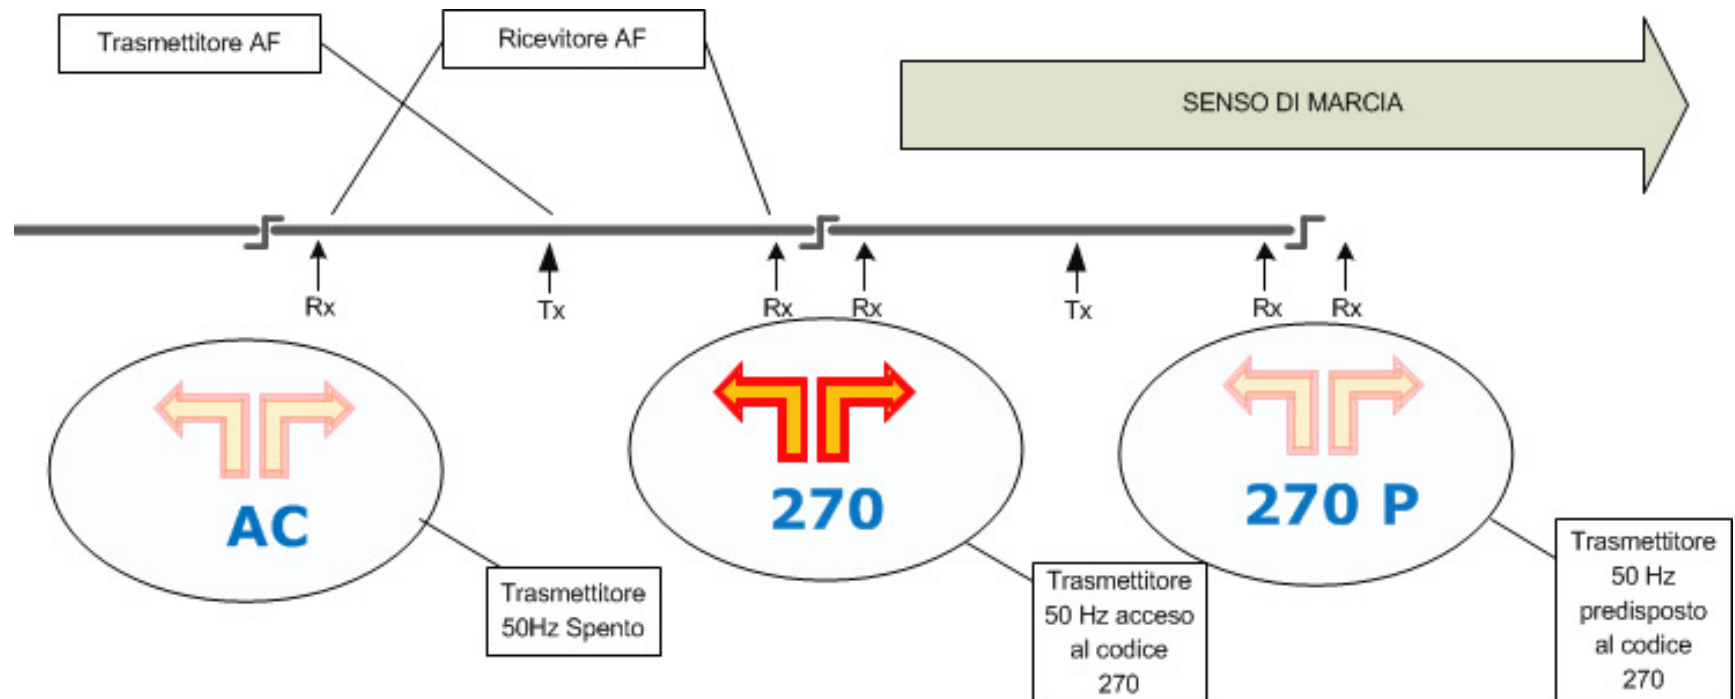 Trasmettitore AF
Ricevitore AF
SENSO DI MARCIA
Rx
Tx
Rx
Rx
Tx
Rx
Rx
AC
270
270 P
Trasmettitore
50Hz Spento
Trasmettitore
50 Hz acceso
al codice
270
Trasmettitore
50 Hz
predisposto
al codice
270